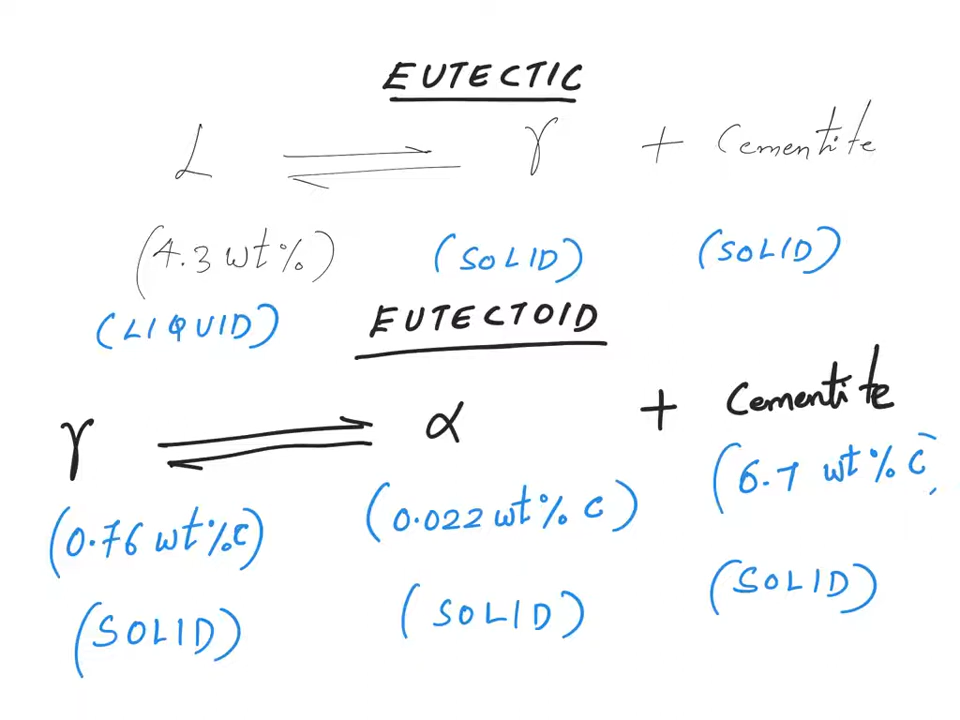 EUTECTIC
L ⇌ γ + Cementite
(4.3 wt%) (SOLID) (SOLID)
(LIQUID)
EUTECTOID
γ ⇌ α + Cementite
(0.76 wt%C) (0.022 wt% C) (6.7 wt% C)
(SOLID) (SOLID) (SOLID)